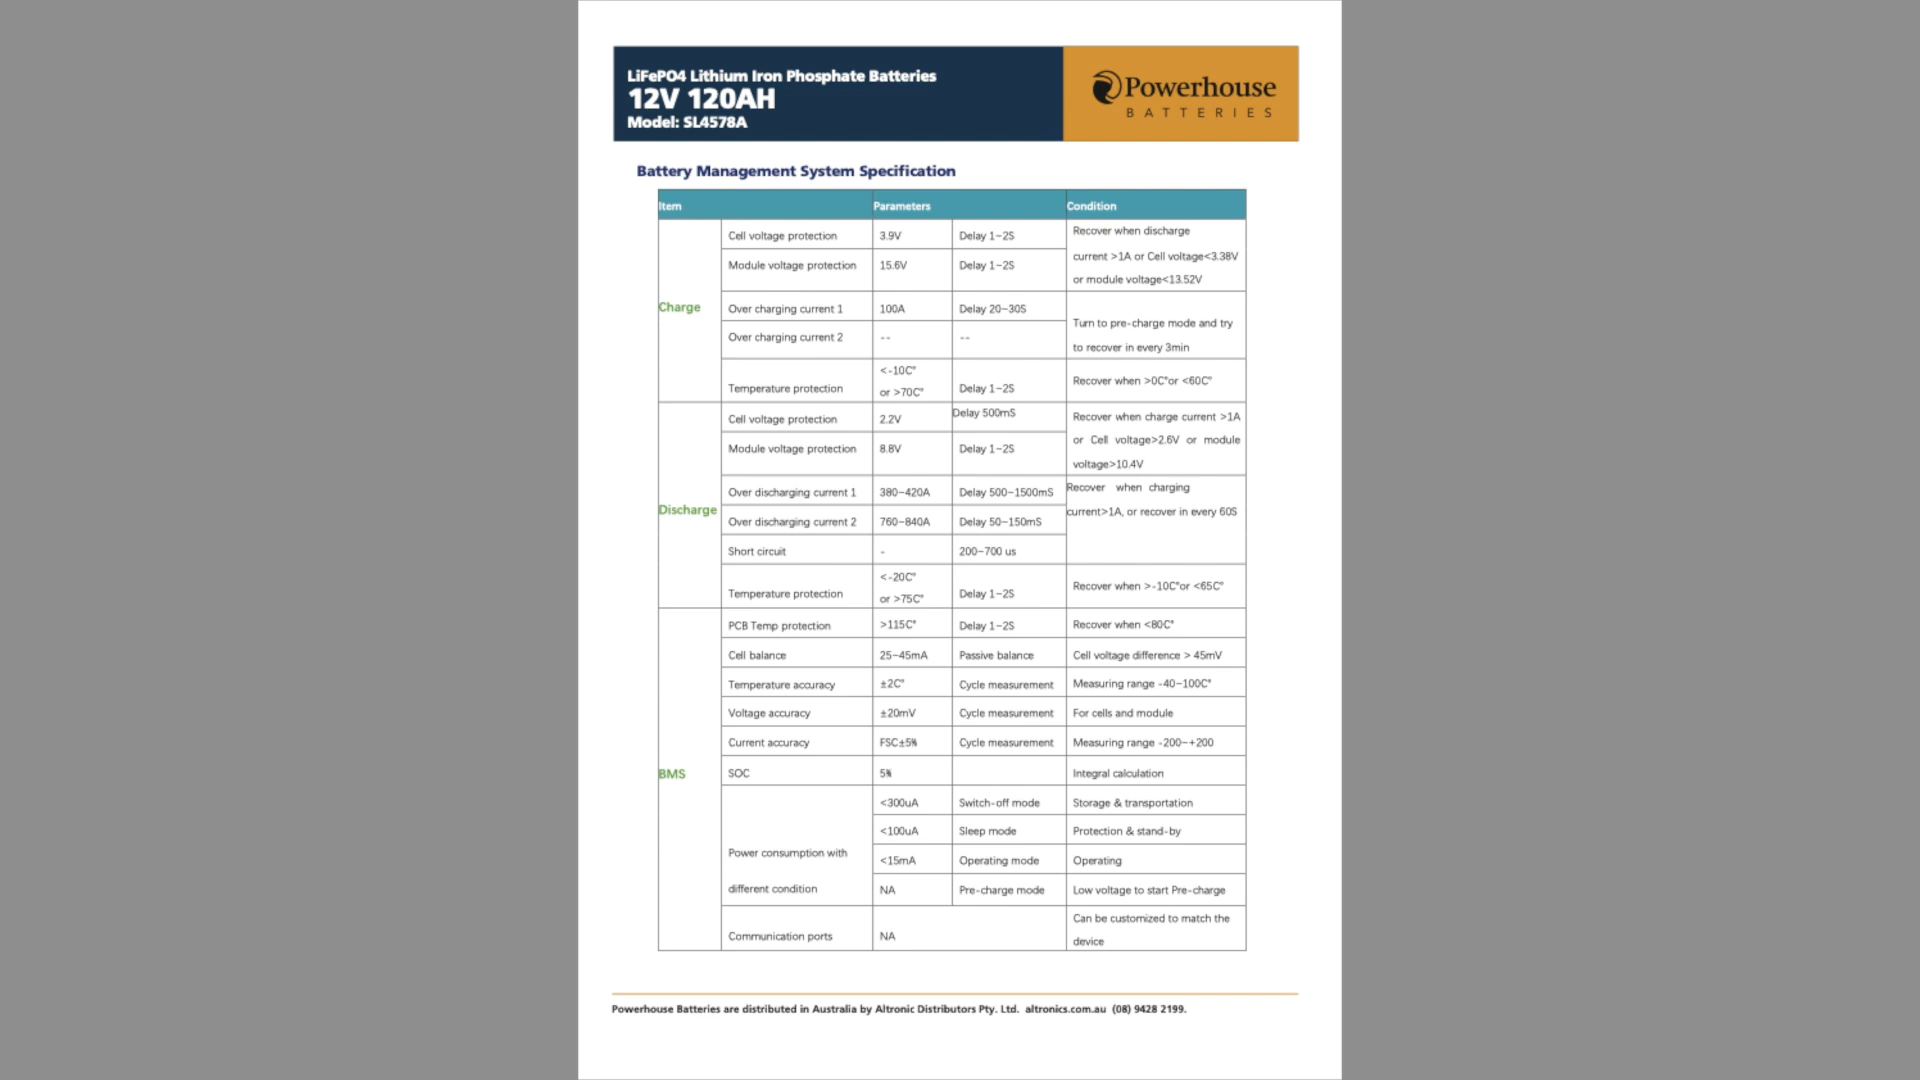 LiFePO4 Lithium Iron Phosphate Batteries
12V 120AH
Model: SL4578A
Powerhouse
BATTERIES
Battery Management System Specification
Item Parameters Condition
Charge
Cell voltage protection 3.9V Delay 1~2S
Module voltage protection 15.6V Delay 1~2S
Recover when discharge
current >1A or Cell voltage<3.38V
or module voltage<13.52V
Over charging current 1 100A Delay 20~30S
Over charging current 2 -- --
Turn to pre-charge mode and try
to recover in every 3min
Temperature protection
<-10C°
or >70C°
Delay 1~2S
Recover when >0C°or <60C°
Discharge
Cell voltage protection 2.2V Delay 500mS
Module voltage protection 8.8V Delay 1~2S
Recover when charge current >1A
or Cell voltage>2.6V or module
voltage>10.4V
Over discharging current 1 380~420A Delay 500~1500mS
Over discharging current 2 760~840A Delay 50~150mS
Short circuit - 200~700 us
Recover when charging
current>1A, or recover in every 60S
Temperature protection
<-20C°
or >75C°
Delay 1~2S
Recover when >-10C°or <65C°
BMS
PCB Temp protection >115C° Delay 1~2S Recover when <80C°
Cell balance 25~45mA Passive balance Cell voltage difference > 45mV
Temperature accuracy ±2C° Cycle measurement Measuring range -40~100C°
Voltage accuracy ±20mV Cycle measurement For cells and module
Current accuracy FSC±5% Cycle measurement Measuring range -200~+200
SOC 5% Integral calculation
Power consumption with
different condition
<300uA Switch-off mode Storage & transportation
<100uA Sleep mode Protection & stand-by
<15mA Operating mode Operating
NA Pre-charge mode Low voltage to start Pre-charge
Communication ports NA
Can be customized to match the
device
Powerhouse Batteries are distributed in Australia by Altronic Distributors Pty. Ltd. altronics.com.au (08) 9428 2199.